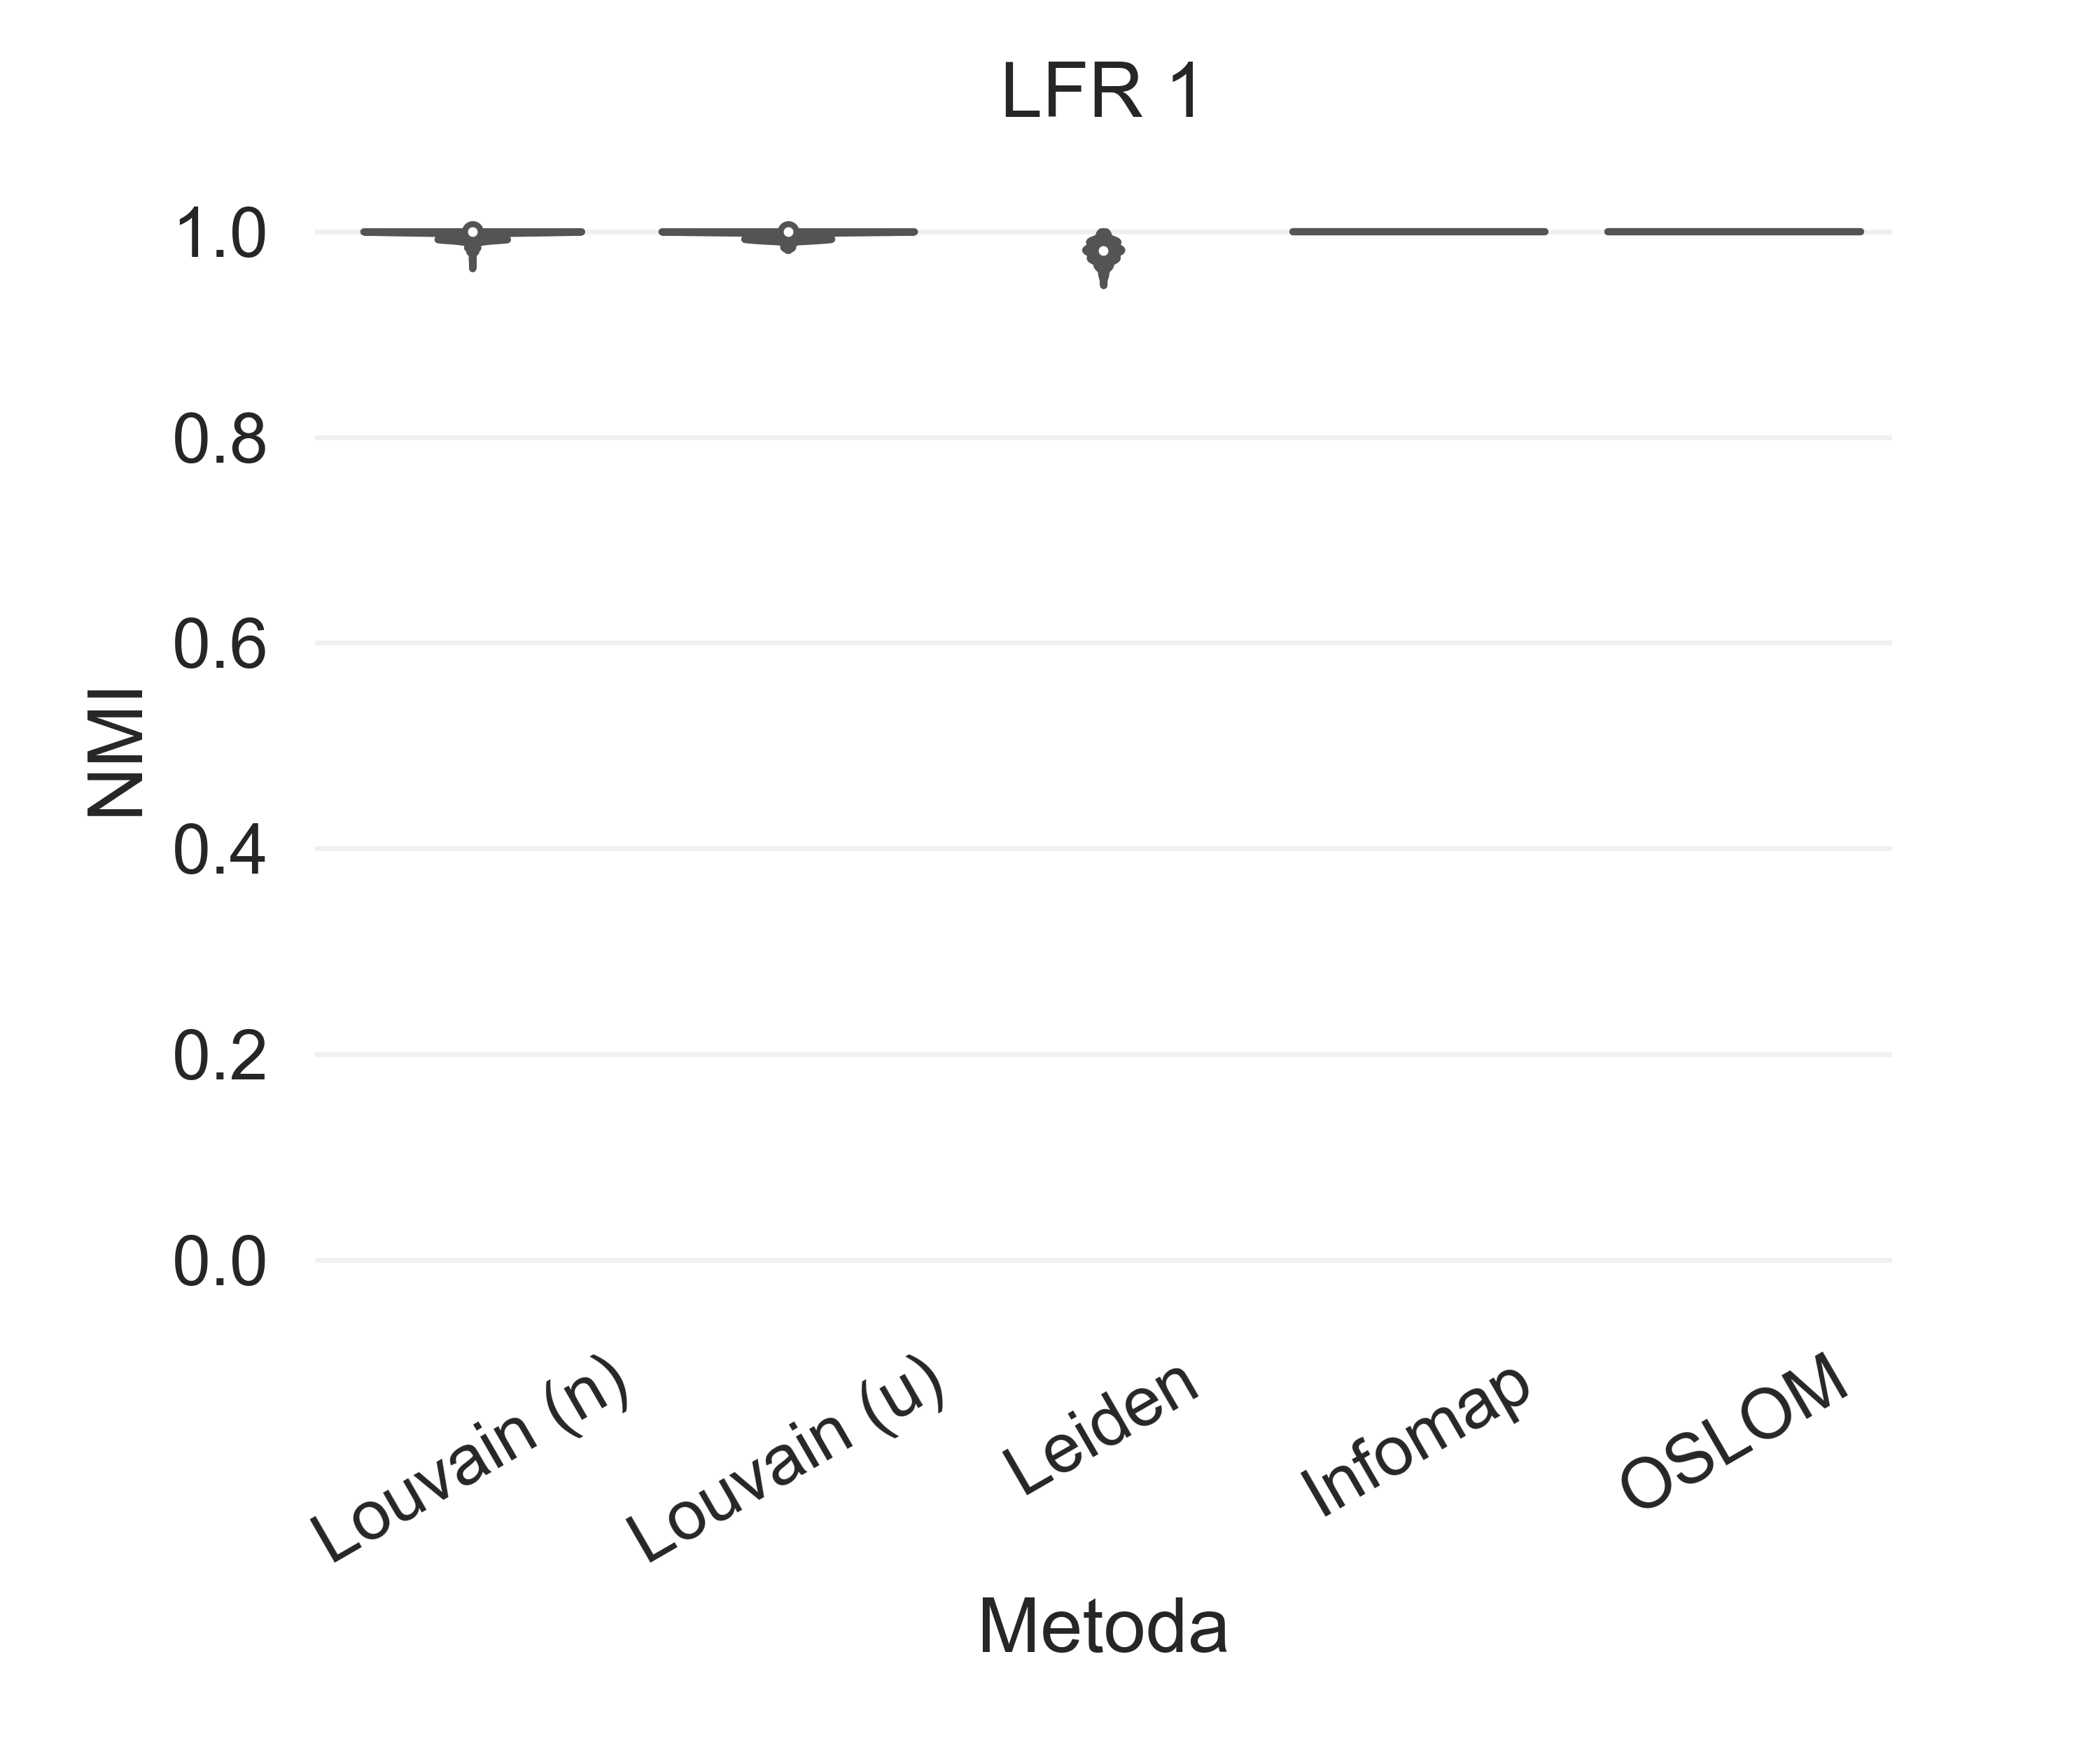 LFR 1
1.0
0.8
0.6
0.4
0.2
0.0
NMI
Louvain (n)
Louvain (u)
Leiden
Infomap
OSLOM
Metoda